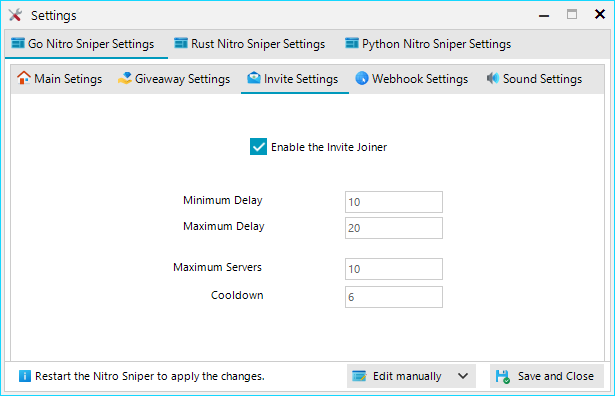 Settings
Go Nitro Sniper Settings Rust Nitro Sniper Settings Python Nitro Sniper Settings
Main Setings Giveaway Settings Invite Settings Webhook Settings Sound Settings
Enable the Invite Joiner
Minimum Delay 10
Maximum Delay 20
Maximum Servers 10
Cooldown 6
Restart the Nitro Sniper to apply the changes. Edit manually Save and Close